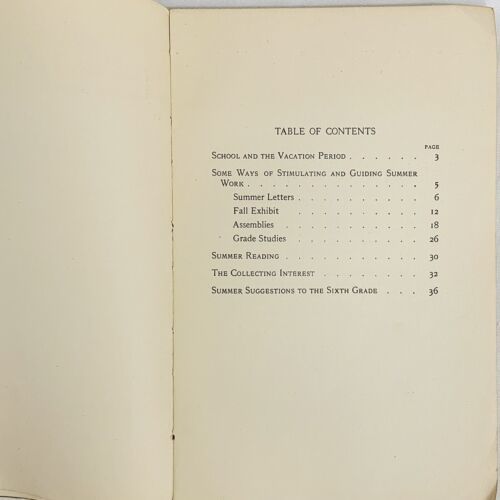 TABLE OF CONTENTS
PAGE
School and the Vacation Period . . . . . . 3
Some Ways of Stimulating and Guiding Summer
Work . . . . . . . . . . . . . 5
Summer Letters . . . . . . . . . . 6
Fall Exhibit . . . . . . . . . . 12
Assemblies . . . . . . . . . . 18
Grade Studies . . . . . . . . . . 26
Summer Reading . . . . . . . . . . . 30
The Collecting Interest . . . . . . . . 32
Summer Suggestions to the Sixth Grade . . . 36